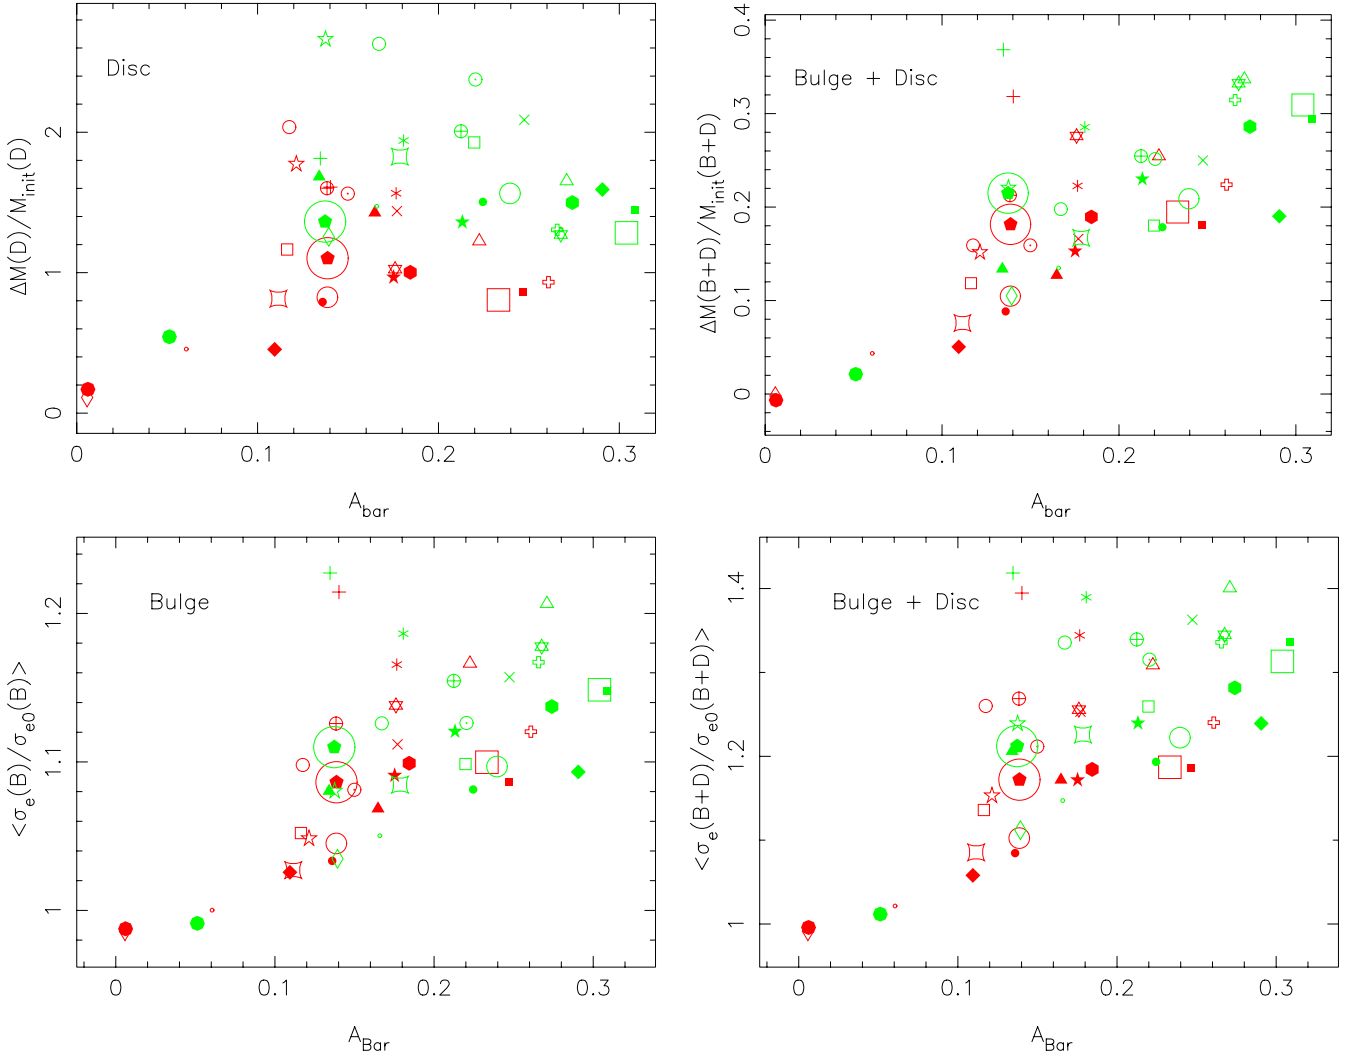 Disc
ΔM(D)/M_init(D)
2
1
0
0 0.1 0.2 0.3
A_bar
Bulge + Disc
ΔM(B+D)/M_init(B+D)
0.4
0.3
0.2
0.1
0
0 0.1 0.2 0.3
A_bar
Bulge
<σ_e(B)/σ_e0(B)>
1.2
1.1
1
0 0.1 0.2 0.3
A_Bar
Bulge + Disc
<σ_e(B+D)/σ_e0(B+D)>
1.4
1.2
1
0 0.1 0.2 0.3
A_Bar